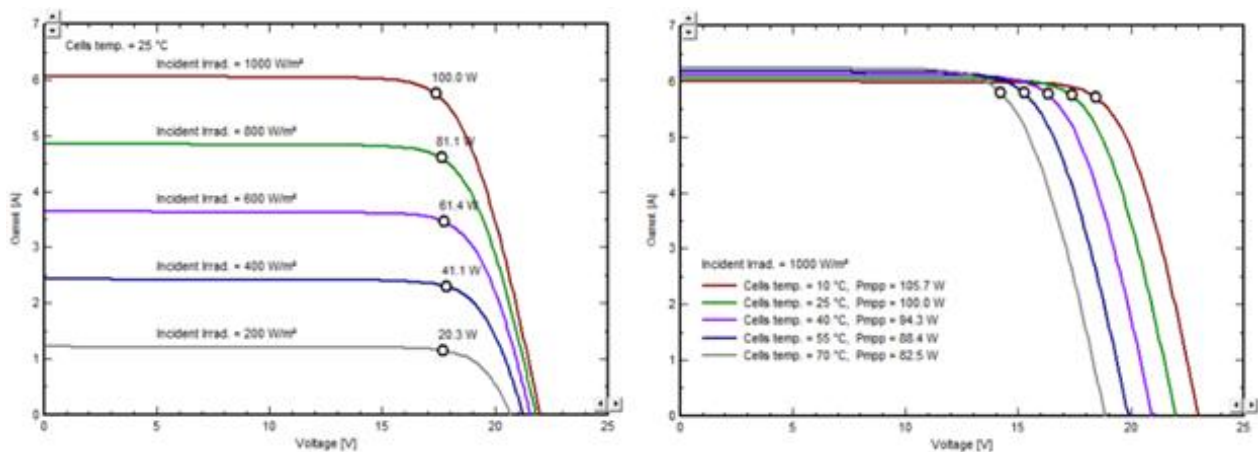 7
Cells temp. = 25 °C
Incident Irrad. = 1000 W/m²
100.0 W
6
5
Incident Irrad. = 800 W/m²
81.1 W
4
Incident Irrad. = 600 W/m²
61.4 W
3
Incident Irrad. = 400 W/m²
41.1 W
2
Incident Irrad. = 200 W/m²
20.3 W
1
0
Current [A]
0 5 10 15 20 25
Voltage [V]
7
6
5
4
3
2
1
0
Current [A]
Incident Irrad. = 1000 W/m²
Cells temp. = 10 °C, Pmpp = 105.7 W
Cells temp. = 25 °C, Pmpp = 100.0 W
Cells temp. = 40 °C, Pmpp = 94.3 W
Cells temp. = 55 °C, Pmpp = 88.4 W
Cells temp. = 70 °C, Pmpp = 82.5 W
0 5 10 15 20 25
Voltage [V]